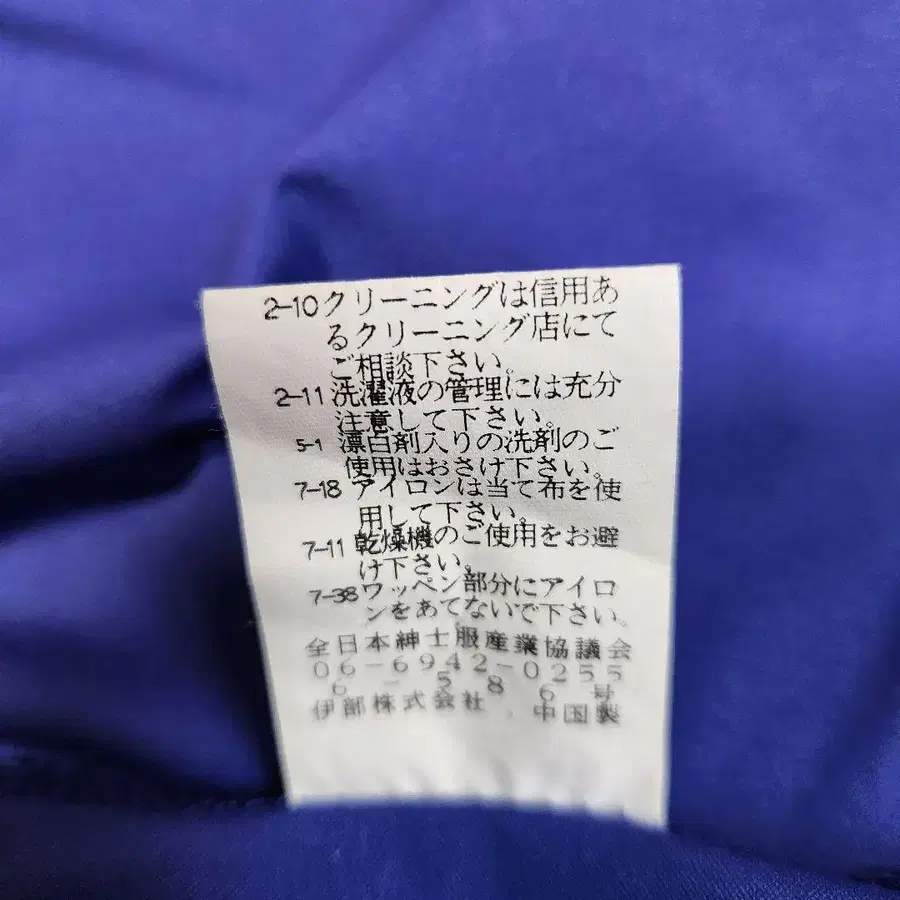 2-10クリーニングは信用あ
るクリーニング店にて
ご相談下さい。
2-11洗濯液の管理には充分
注意して下さい。
5-1 漂白剤入りの洗剤のご
使用はおさけ下さい。
7-18 アイロンは当て布を使
用して下さい。
7-11 乾燥機のご使用をお避
け下さい。
7-38ワッペン部分にアイロ
ンをあてないで下さい。
全日本紳士服産業協議会
06-6942-0255
6-586号
伊部株式会社 中国製